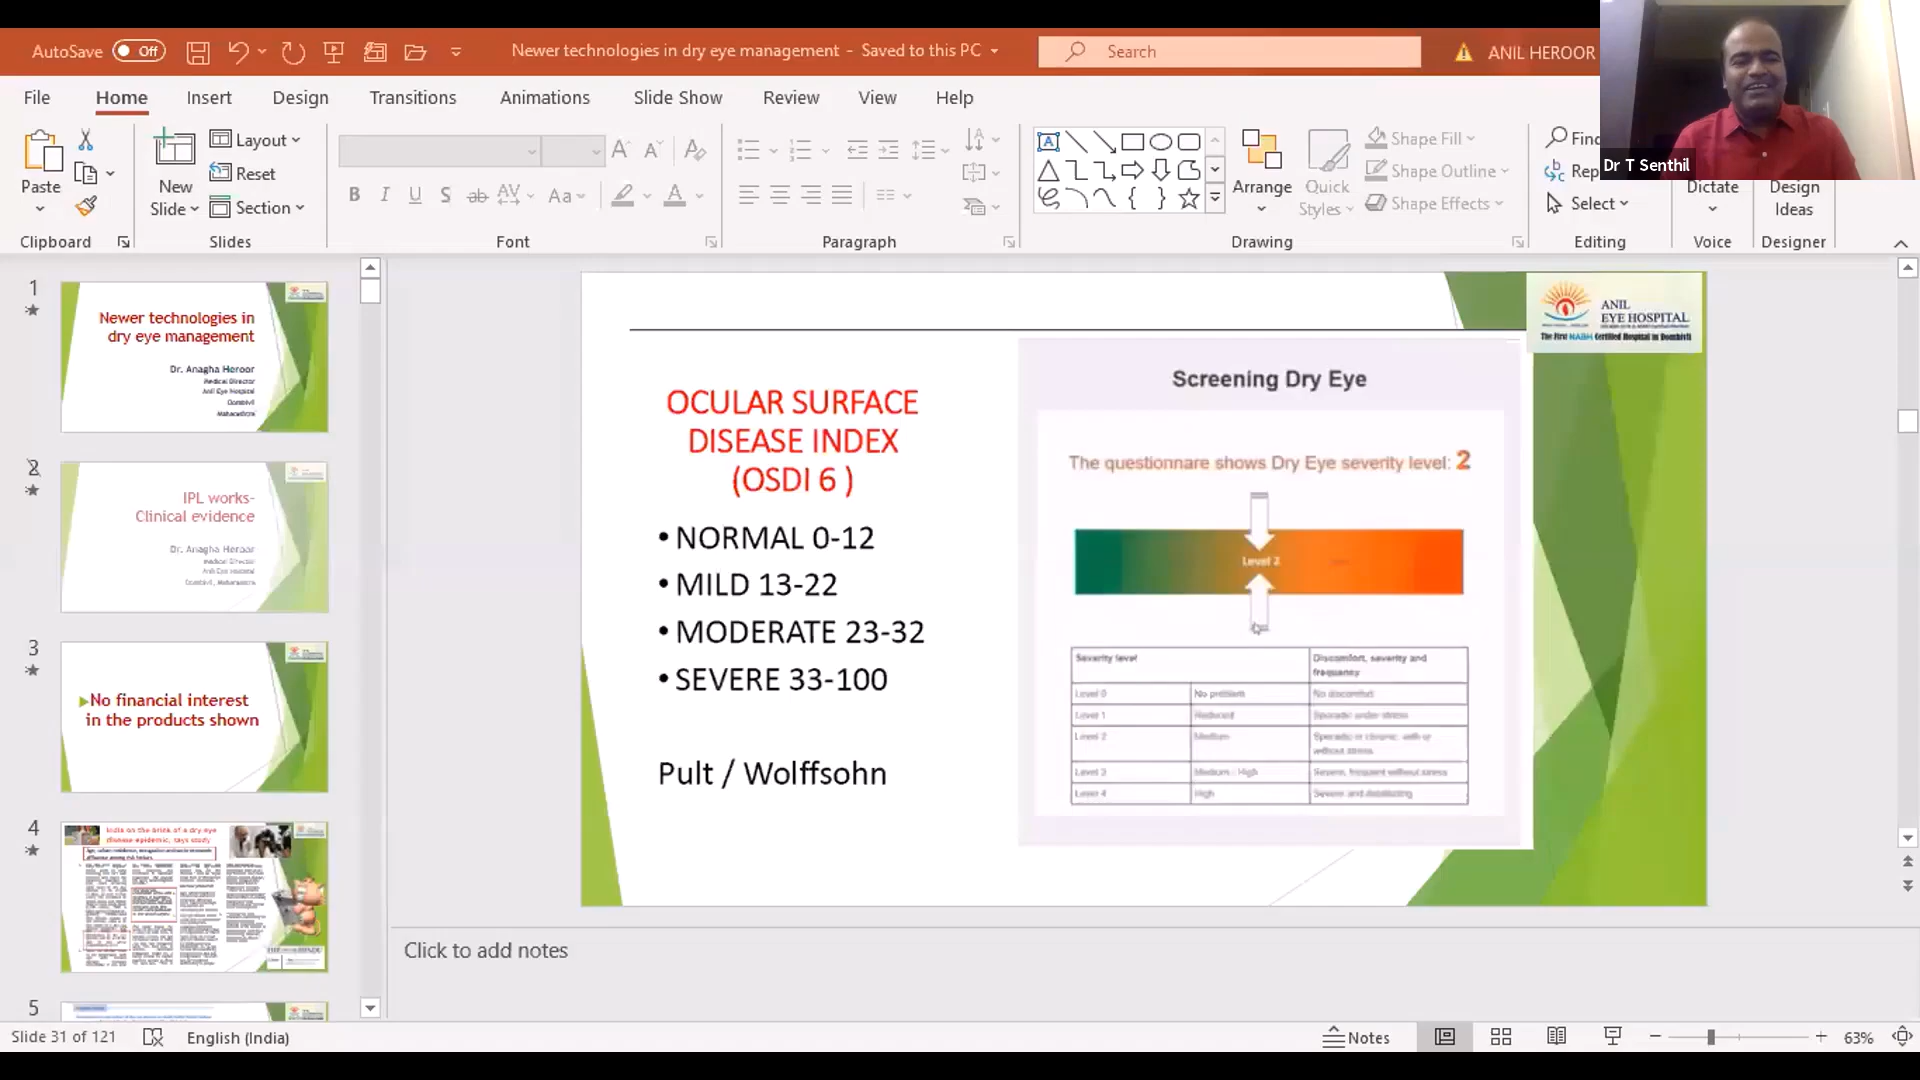 AutoSave Off
Newer technologies in dry eye management - Saved to this PC
Search
ANIL HEROOR
Dr T Senthil
File Home Insert Design Transitions Animations Slide Show Review View Help
Paste
New
Slide
Layout
Reset
Section
B I U S ab AV Aa A
Arrange
Quick
Styles
Shape Fill
Shape Outline
Shape Effects
Select
Dictate
Design
Ideas
Clipboard
Slides
Font
Paragraph
Drawing
Editing
Voice
Designer
1
Newer technologies in
dry eye management
Dr. Anagha Heroor
Medical Director
Anil Eye Hospital
Dombivli
Maharashtra
2
IPL works-
Clinical evidence
Dr. Anagha Heroor
Medical Director
Anil Eye Hospital
Dombivli, Maharashtra
3
No financial interest
in the products shown
4
India on the brink of a dry eye
disease epidemic, says study
5
ANIL
EYE HOSPITAL
The First NABH Certified Hospital in Dombivli
OCULAR SURFACE
DISEASE INDEX
(OSDI 6 )
• NORMAL 0-12
• MILD 13-22
• MODERATE 23-32
• SEVERE 33-100
Pult / Wolffsohn
Screening Dry Eye
The questionnare shows Dry Eye severity level: 2
Level 2
Severity level
Discomfort, severity and
frequency
Level 0 No problem No discomfort
Level 1 Reduced Sporadic under stress
Level 2 Medium Sporadic or chronic with or
without stress
Level 3 Medium - High Severe, frequent without stress
Level 4 High Severe and debilitating
Click to add notes
Slide 31 of 121
English (India)
Notes
63%